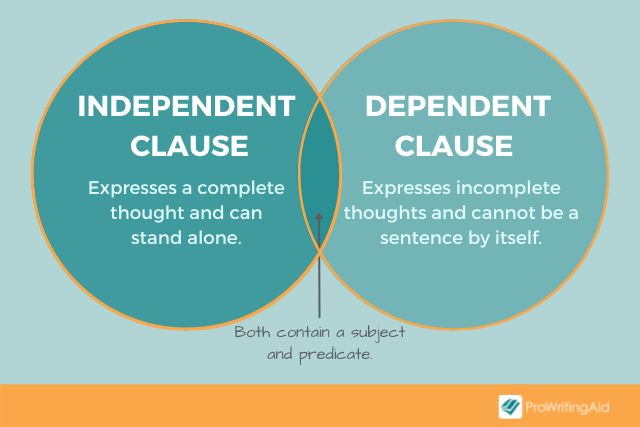 INDEPENDENT
CLAUSE
Expresses a complete
thought and can
stand alone.
DEPENDENT
CLAUSE
Expresses incomplete
thoughts and cannot be a
sentence by itself.
Both contain a subject
and predicate.
ProWritingAid